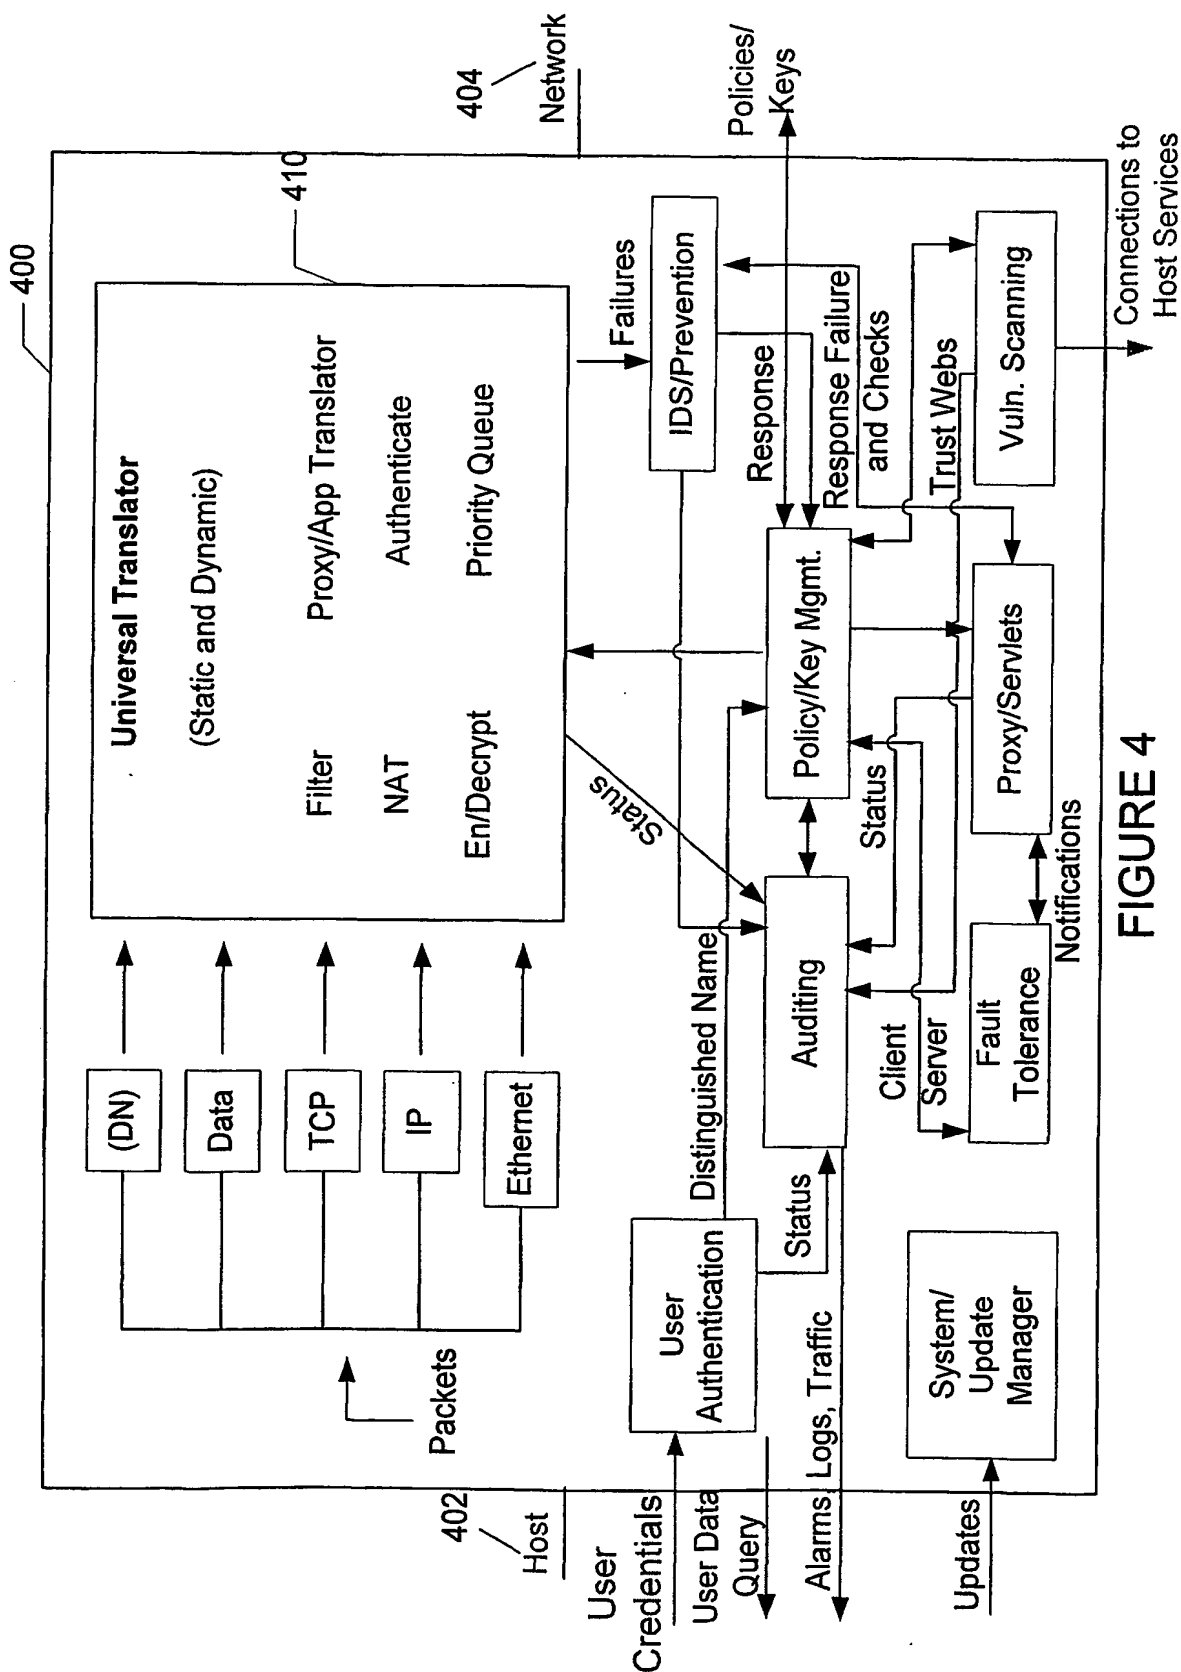 400
402
Host
404
Network
410
Packets
(DN)
Data
TCP
IP
Ethernet
Universal Translator
(Static and Dynamic)
Filter
Proxy/App Translator
NAT
Authenticate
En/Decrypt
Priority Queue
Failures
Status
User
Credentials
User Data
Query
User
Authentication
Distinguished Name
Status
IDS/Prevention
Response
Policies/
Keys
Alarms, Logs, Traffic
Auditing
Policy/Key Mgmt.
Response Failure
and Checks
Client
Server
Status
Trust Webs
Updates
System/
Update
Manager
Fault
Tolerance
Notifications
Proxy/Servlets
Vuln. Scanning
Connections to
Host Services
FIGURE 4